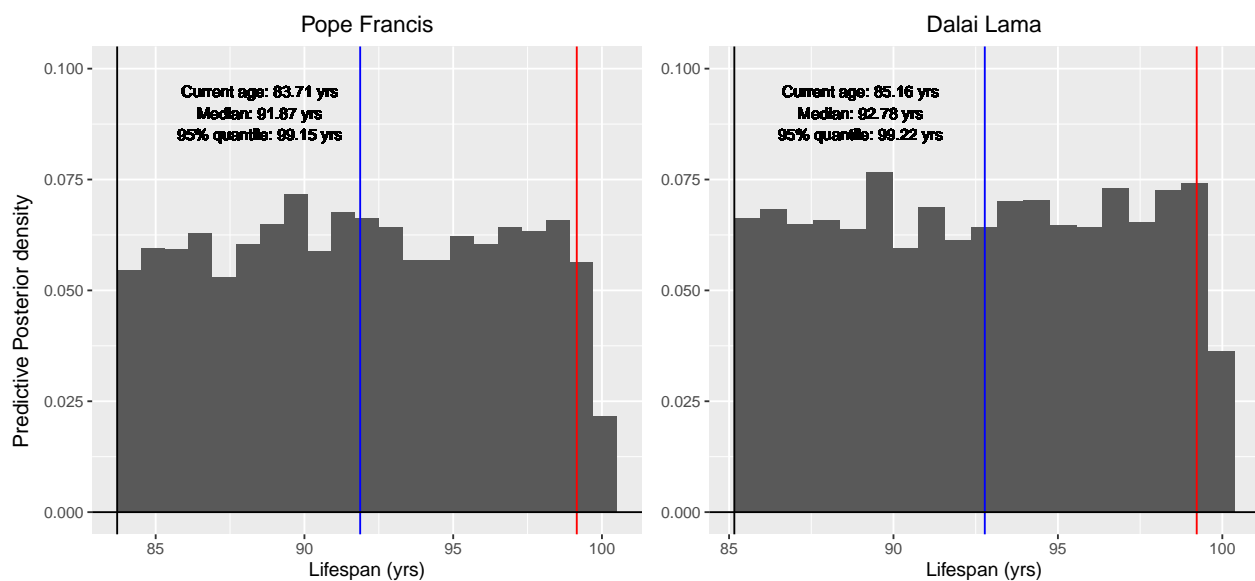 Pope Francis
Dalai Lama
Predictive Posterior density
0.100
0.075
0.050
0.025
0.000
Current age: 83.71 yrs
Median: 91.87 yrs
95% quantile: 99.15 yrs
85
90
95
100
Lifespan (yrs)
0.100
0.075
0.050
0.025
0.000
Current age: 85.16 yrs
Median: 92.78 yrs
95% quantile: 99.22 yrs
85
90
95
100
Lifespan (yrs)